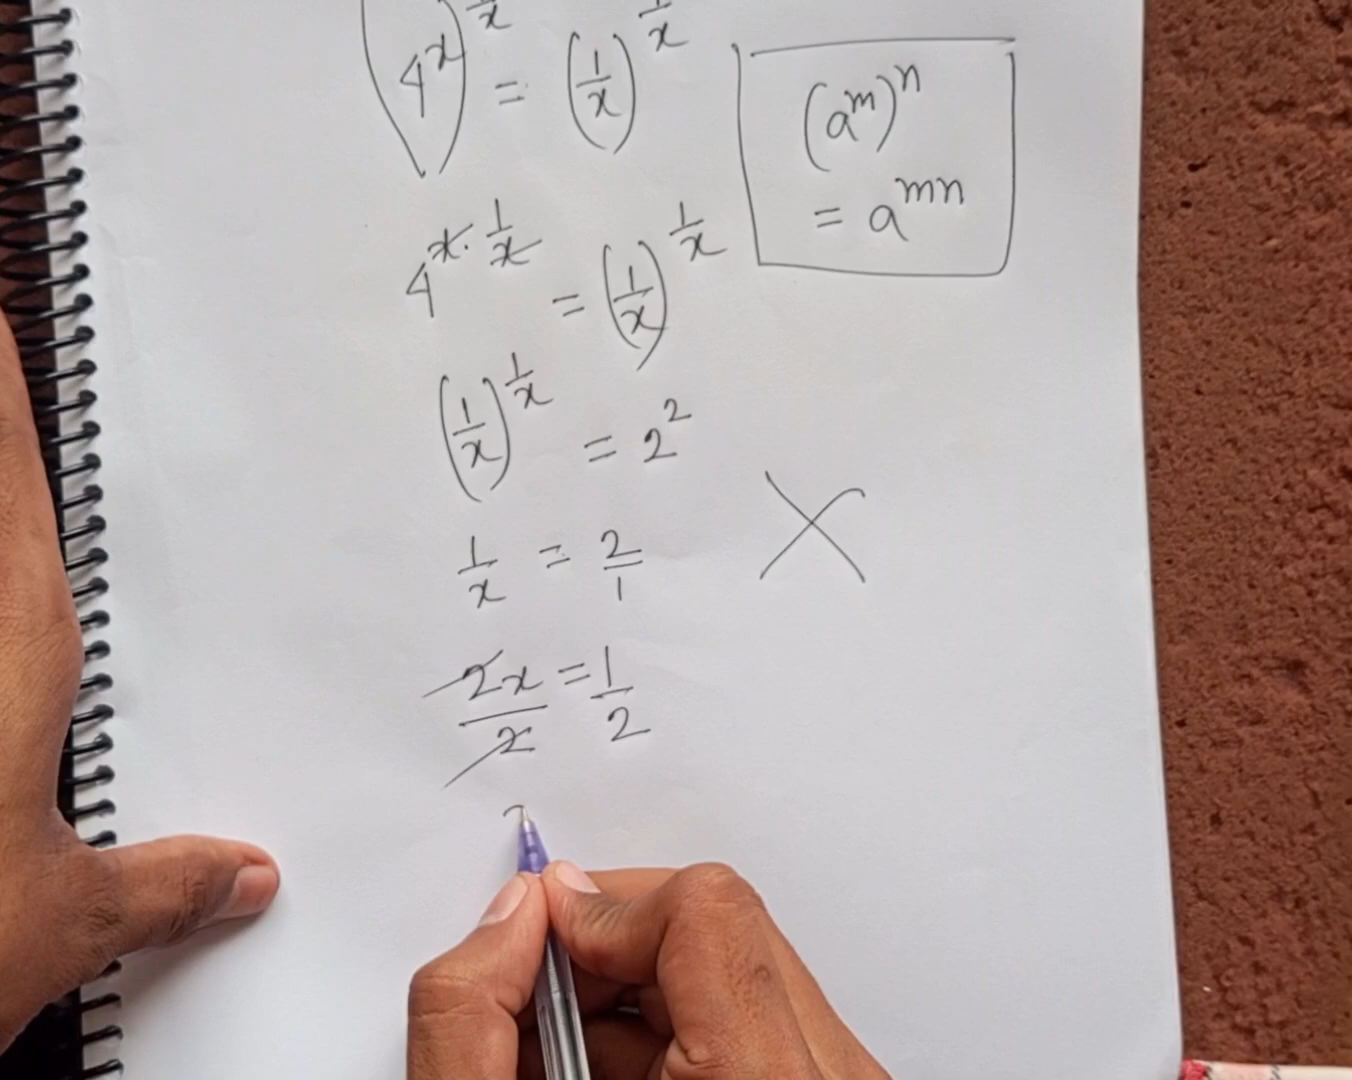 (4^x)^{1/x} = (1/x)^{1/x}
(a^m)^n
= a^{mn}
4^{x·1/x} = (1/x)^{1/x}
(1/x)^{1/x} = 2^2
1/x = 2/1
2x/2 = 1/2